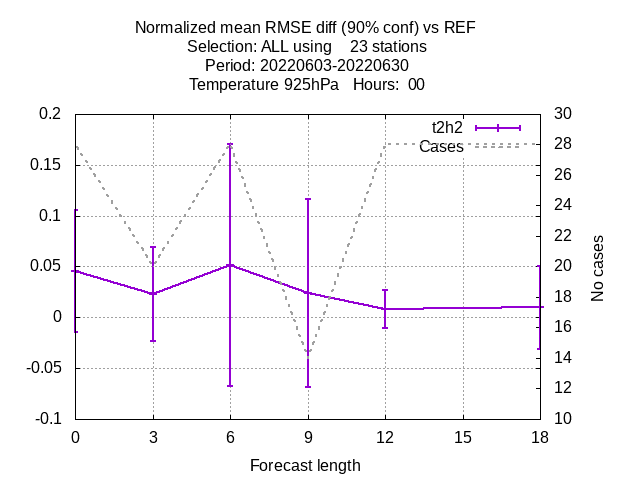 Normalized mean RMSE diff (90% conf) vs REF
Selection: ALL using    23 stations
Period: 20220603-20220630
Temperature 925hPa   Hours:  00
0.2
0.15
0.1
0.05
0
-0.05
-0.1
30
28
26
24
22
20
18
16
14
12
10
t2h2
Cases
No cases
0 3 6 9 12 15 18
Forecast length